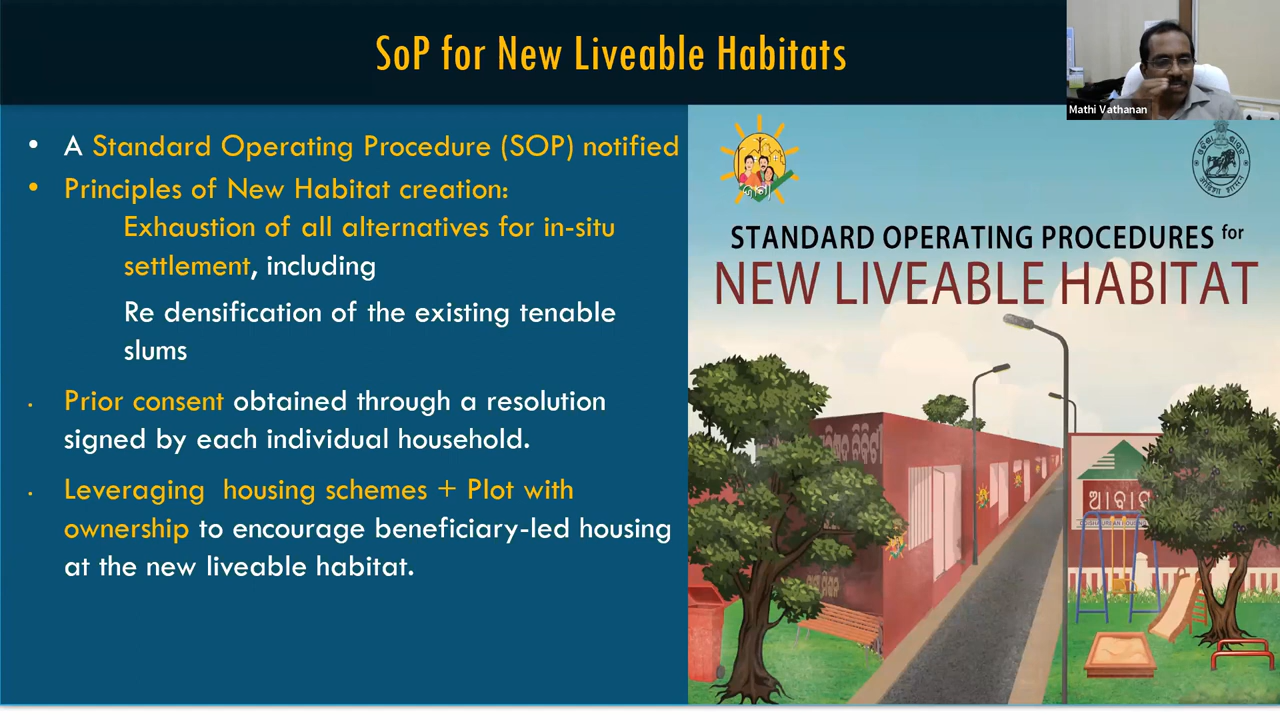 SoP for New Liveable Habitats
Mathi Vathanan
• A Standard Operating Procedure (SOP) notified
• Principles of New Habitat creation:
Exhaustion of all alternatives for in-situ
settlement, including
Re densification of the existing tenable
slums
• Prior consent obtained through a resolution
signed by each individual household.
• Leveraging housing schemes + Plot with
ownership to encourage beneficiary-led housing
at the new liveable habitat.
ଜାଗା
STANDARD OPERATING PROCEDURES for
NEW LIVEABLE HABITAT